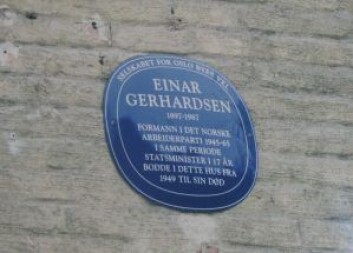 SELSKABET FOR OSLO BYES VEL
EINAR
GERHARDSEN
1897-1987
FORMANN I DET NORSKE
ARBEIDERPARTI 1945-65
I SAMME PERIODE
STATSMINISTER I 17 ÅR
BODDE I DETTE HUS FRA
1949 TIL SIN DØD